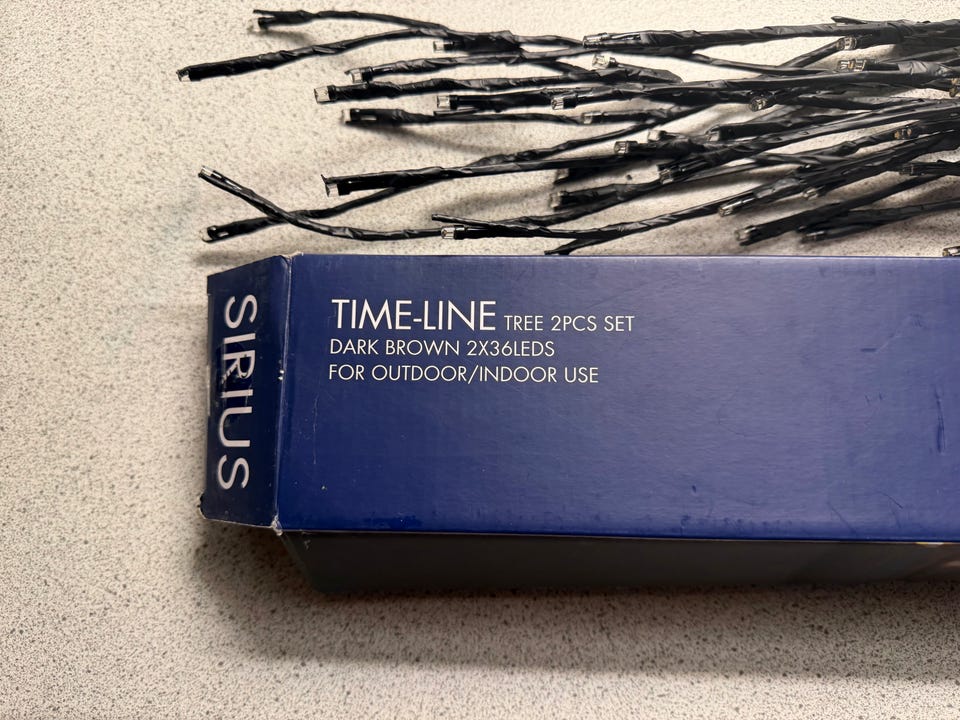 SIRIUS
TIME-LINE TREE 2PCS SET
DARK BROWN 2X36LEDS
FOR OUTDOOR/INDOOR USE